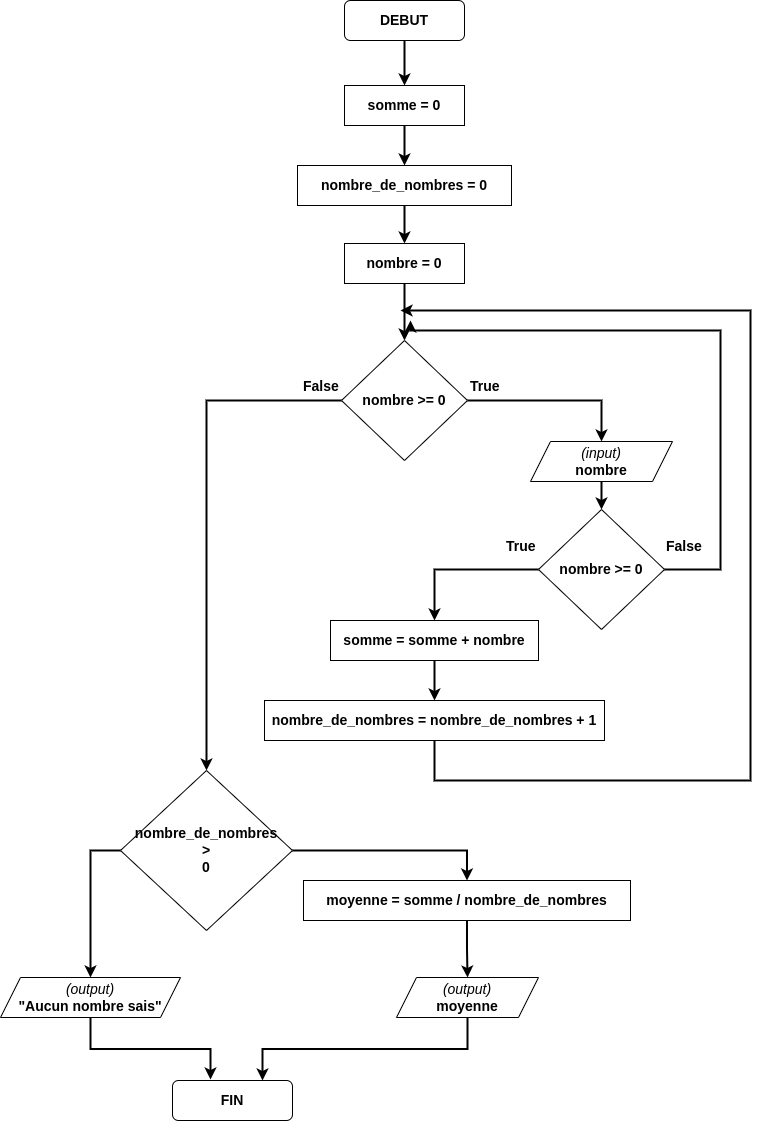 DEBUT
somme = 0
nombre_de_nombres = 0
nombre = 0
False
True
nombre >= 0
(input)
nombre
True
False
nombre >= 0
somme = somme + nombre
nombre_de_nombres = nombre_de_nombres + 1
nombre_de_nombres
>
0
moyenne = somme / nombre_de_nombres
(output)
"Aucun nombre sais"
(output)
moyenne
FIN